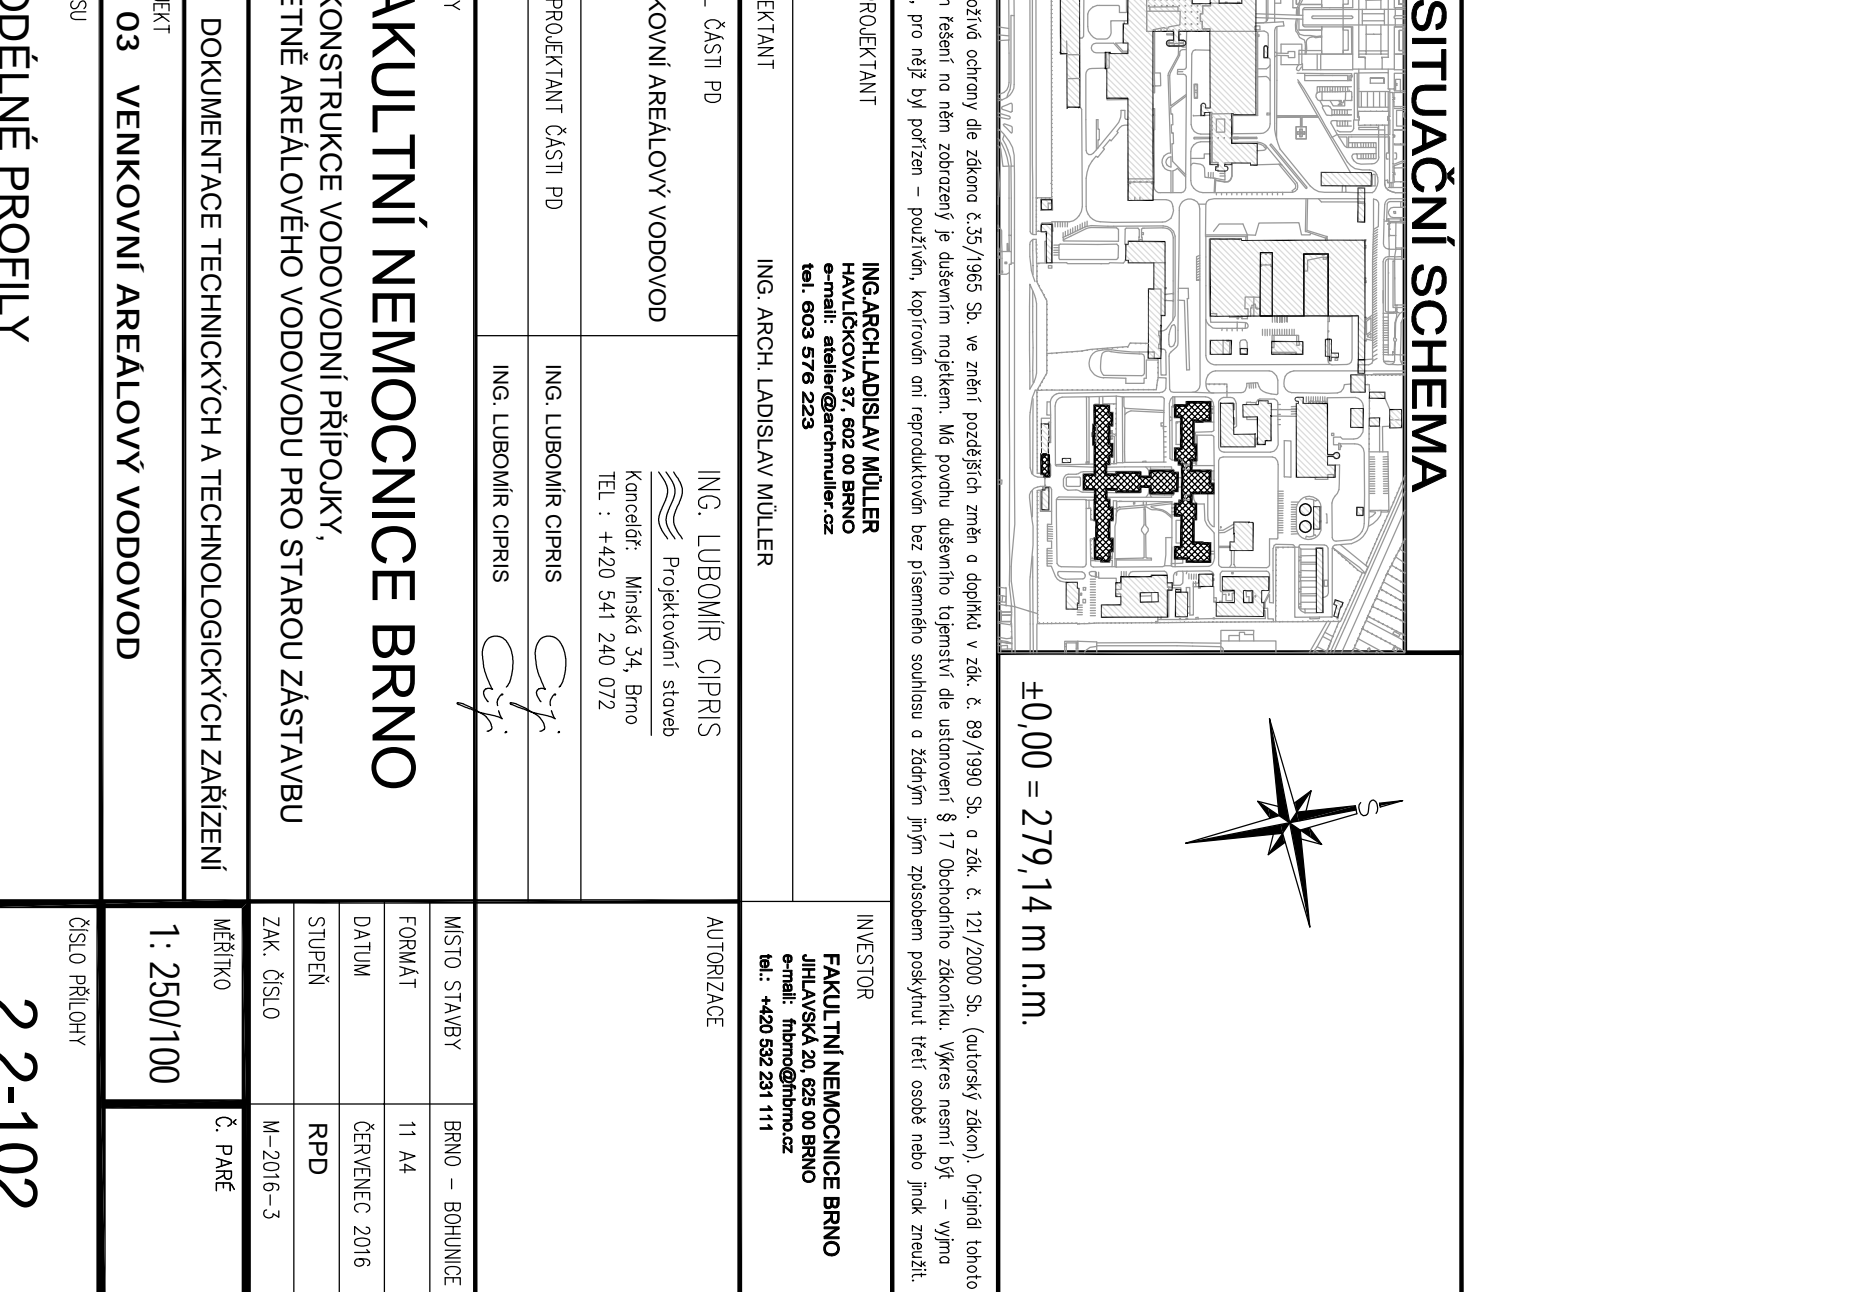 SITUAČNÍ SCHEMA
S
±0,00 = 279,14 m n.m.
ožívá ochrany dle zákona č.35/1965 Sb. ve znění pozdějších změn a doplňků v zák. č. 89/1990 Sb. a zák. č. 121/2000 Sb. (autorský zákon). Originál tohoto
řešení na něm zobrazený je duševním majetkem. Má povahu duševního tajemství dle ustanovení § 17 Obchodního zákoníku. Výkres nesmí být – vyjma
, pro nějž byl pořízen – používán, kopírován ani reproduktován bez písemného souhlasu a žádným jiným způsobem poskytnut třetí osobě nebo jinak zneužit.
ROJEKTANT
ING.ARCH.LADISLAV MÜLLER
HAVLÍČKOVA 37, 602 00 BRNO
e-mail: atelier@archmuller.cz
tel. 603 576 223
INVESTOR
FAKULTNÍ NEMOCNICE BRNO
JIHLAVSKÁ 20, 625 00 BRNO
e-mail: fnbrno@fnbrno.cz
tel.: +420 532 231 111
EKTANT
ING. ARCH. LADISLAV MÜLLER
ČÁSTI PD
KOVNÍ AREÁLOVÝ VODOVOD
ING. LUBOMÍR CIPRIS
Projektování staveb
Kancelář: Minská 34, Brno
TEL : +420 541 240 072
AUTORIZACE
PROJEKTANT ČÁSTI PD
ING. LUBOMÍR CIPRIS
ING. LUBOMÍR CIPRIS
Y
AKULTNÍ NEMOCNICE BRNO
KONSTRUKCE VODOVODNÍ PŘÍPOJKY,
ETNĚ AREÁLOVÉHO VODOVODU PRO STAROU ZÁSTAVBU
MÍSTO STAVBY BRNO – BOHUNICE
FORMÁT 11 A4
DATUM ČERVENEC 2016
STUPEŇ RPD
ZAK. ČÍSLO M–2016–3
DOKUMENTACE TECHNICKÝCH A TECHNOLOGICKÝCH ZAŘÍZENÍ
JEKT
03 VENKOVNÍ AREÁLOVÝ VODOVOD
MĚŘÍTKO
1: 250/100
Č. PARÉ
SU
ODÉLNÉ PROFILY
ČÍSLO PŘÍLOHY
2 2-102